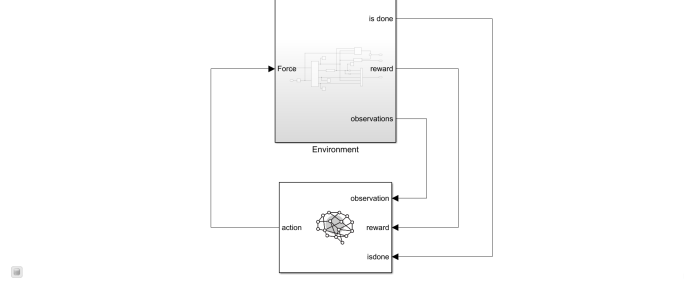 is done
Force
reward
observations
Environment
observation
action
reward
isdone